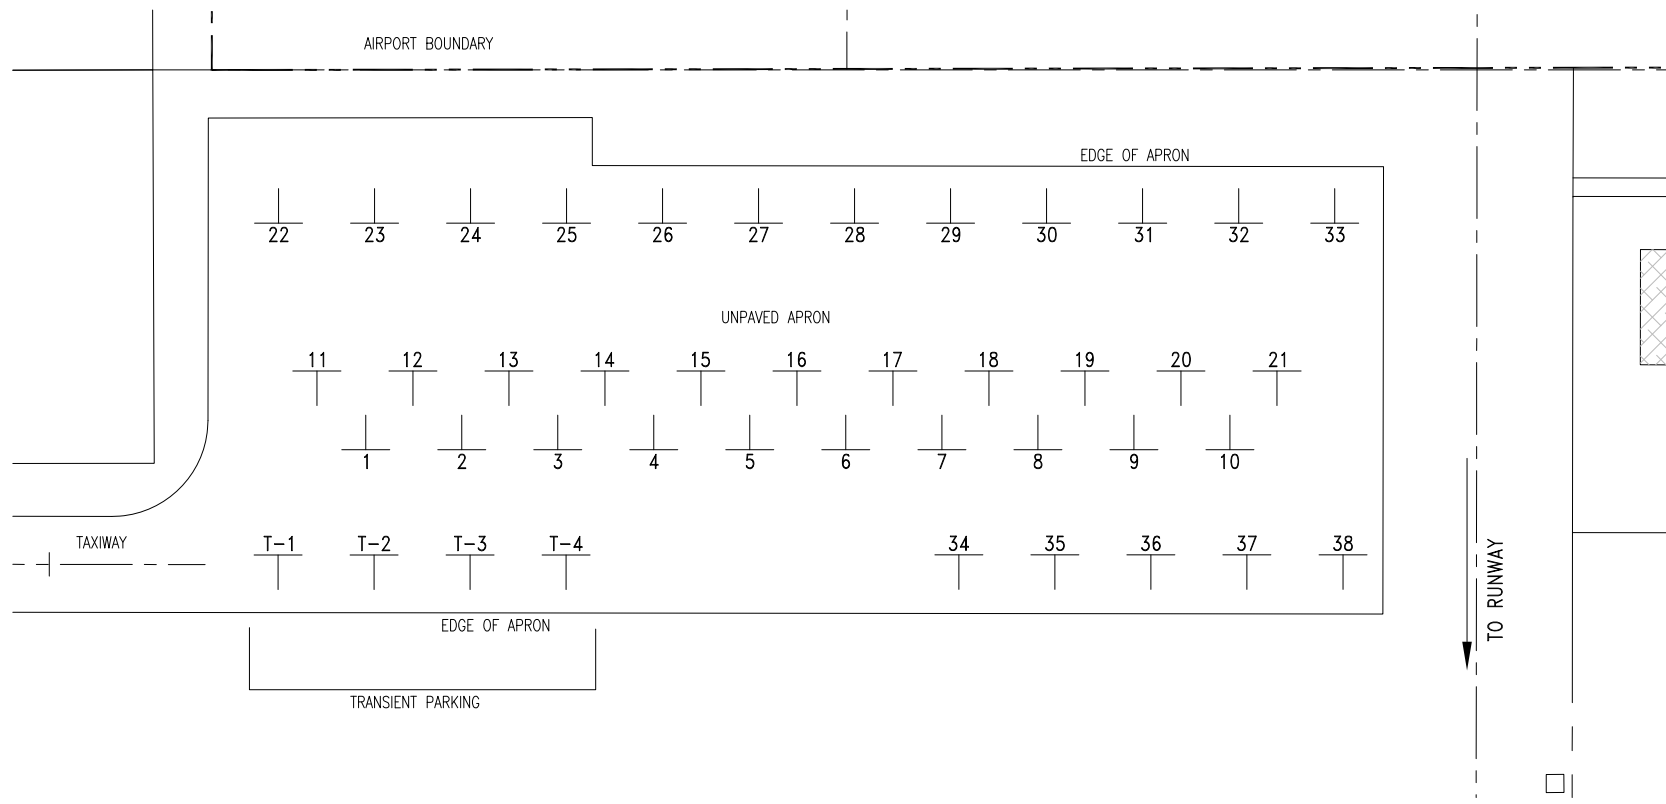 AIRPORT BOUNDARY
EDGE OF APRON
22 23 24 25 26 27 28 29 30 31 32 33
UNPAVED APRON
11 12 13 14 15 16 17 18 19 20 21
1 2 3 4 5 6 7 8 9 10
TAXIWAY
T-1 T-2 T-3 T-4 34 35 36 37 38
TO RUNWAY
EDGE OF APRON
TRANSIENT PARKING